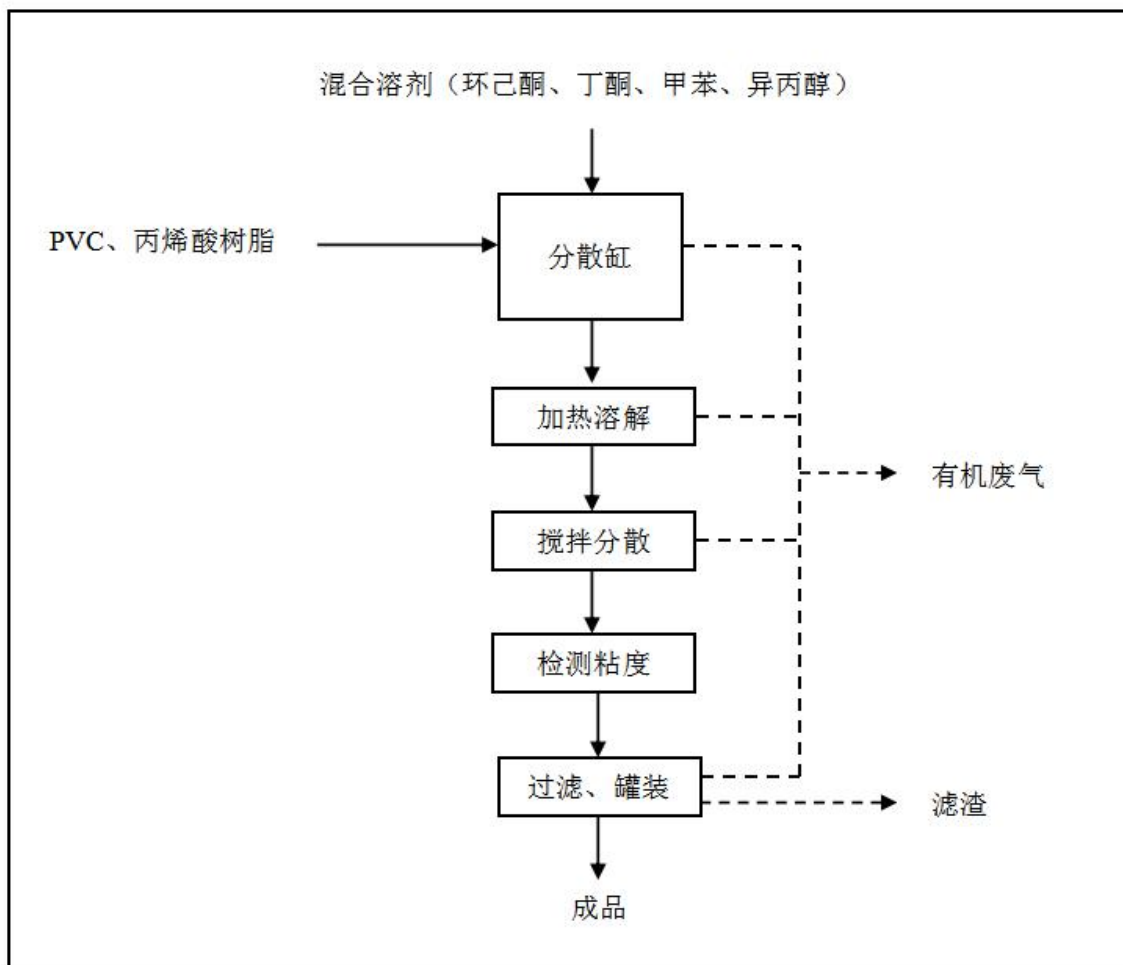 混合溶剂（环己酮、丁酮、甲苯、异丙醇）
PVC、丙烯酸树脂
分散缸
加热溶解
有机废气
搅拌分散
检测粘度
过滤、罐装
滤渣
成品